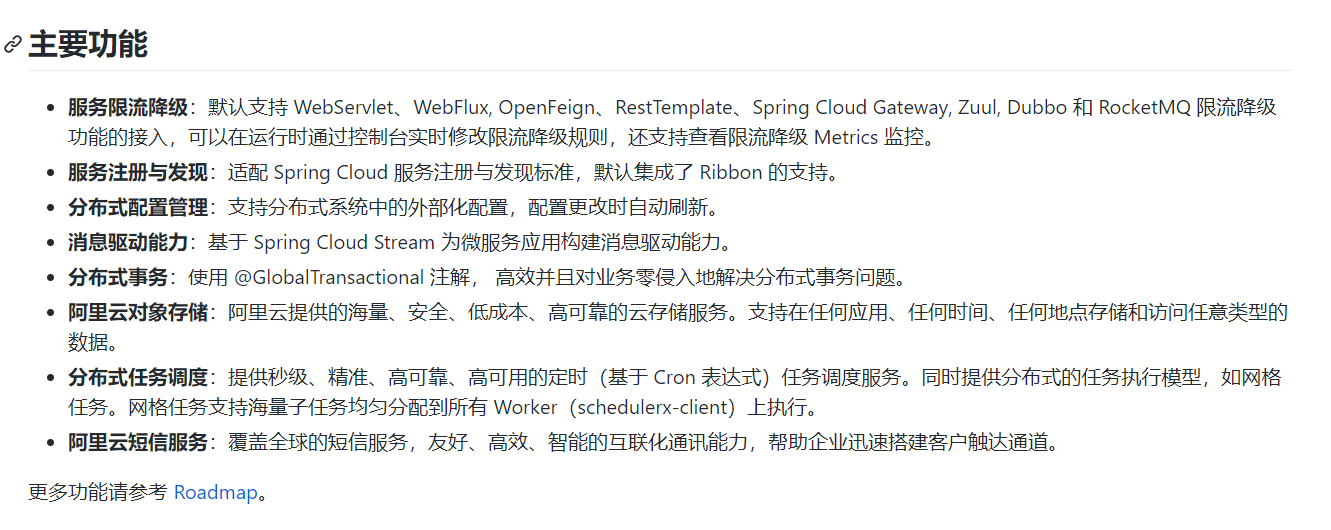 主要功能
服务限流降级：默认支持 WebServlet、WebFlux, OpenFeign、RestTemplate、Spring Cloud Gateway, Zuul, Dubbo 和 RocketMQ 限流降级
功能的接入，可以在运行时通过控制台实时修改限流降级规则，还支持查看限流降级 Metrics 监控。
服务注册与发现：适配 Spring Cloud 服务注册与发现标准，默认集成了 Ribbon 的支持。
分布式配置管理：支持分布式系统中的外部化配置，配置更改时自动刷新。
消息驱动能力：基于 Spring Cloud Stream 为微服务应用构建消息驱动能力。
分布式事务：使用 @GlobalTransactional 注解， 高效并且对业务零侵入地解决分布式事务问题。
阿里云对象存储：阿里云提供的海量、安全、低成本、高可靠的云存储服务。支持在任何应用、任何时间、任何地点存储和访问任意类型的
数据。
分布式任务调度：提供秒级、精准、高可靠、高可用的定时（基于 Cron 表达式）任务调度服务。同时提供分布式的任务执行模型，如网格
任务。网格任务支持海量子任务均匀分配到所有 Worker（schedulerx-client）上执行。
阿里云短信服务：覆盖全球的短信服务，友好、高效、智能的互联化通讯能力，帮助企业迅速搭建客户触达通道。
更多功能请参考 Roadmap。